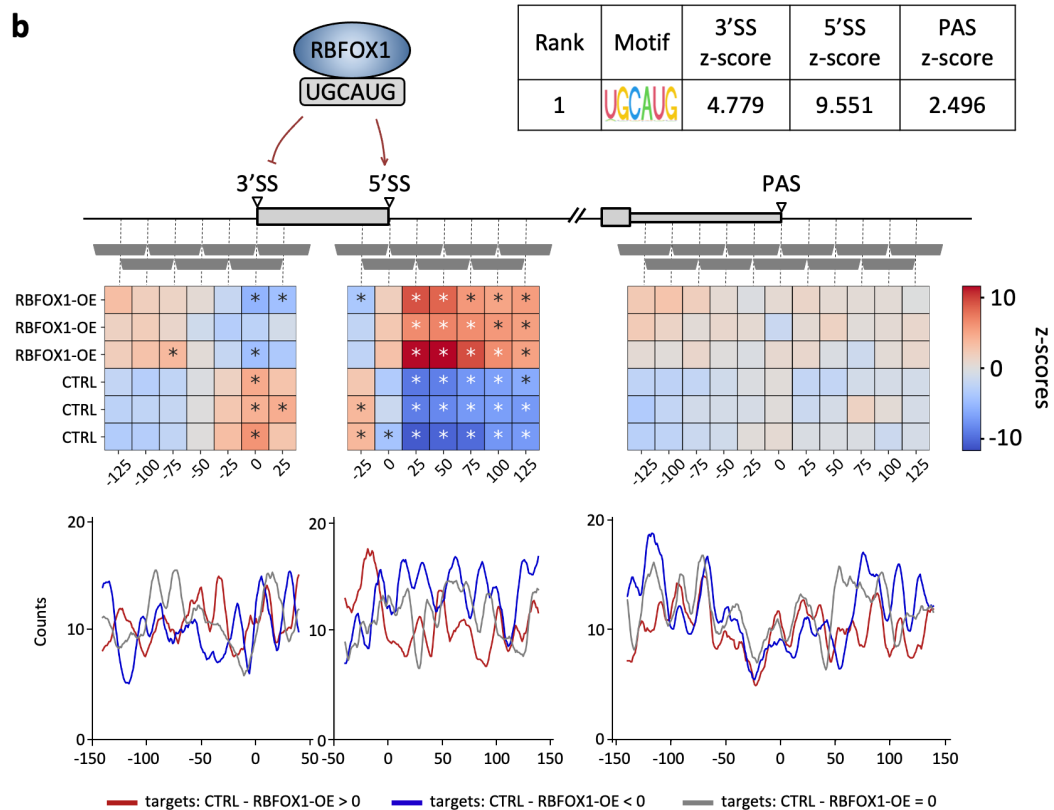 b
RBFOX1
UGCAUG
Rank Motif 3'SS z-score 5'SS z-score PAS z-score
1 UGCAUG 4.779 9.551 2.496
3'SS 5'SS PAS
RBFOX1-OE * * * * * * * *
RBFOX1-OE * * * * *
RBFOX1-OE * * * * * * *
CTRL * * * * * *
CTRL * * * * * * * *
CTRL * * * * * * * *
-125 -100 -75 -50 -25 0 25
-25 0 25 50 75 100 125
-125 -100 -75 -50 -25 0 25 50 75 100 125
10
0
-10
z-scores
Counts
20
10
0
-150 -100 -50 0
20
10
0
0 50 100 150
20
10
0
-150 -100 -50 0 50 100 150
targets: CTRL - RBFOX1-OE > 0 targets: CTRL - RBFOX1-OE < 0 targets: CTRL - RBFOX1-OE = 0